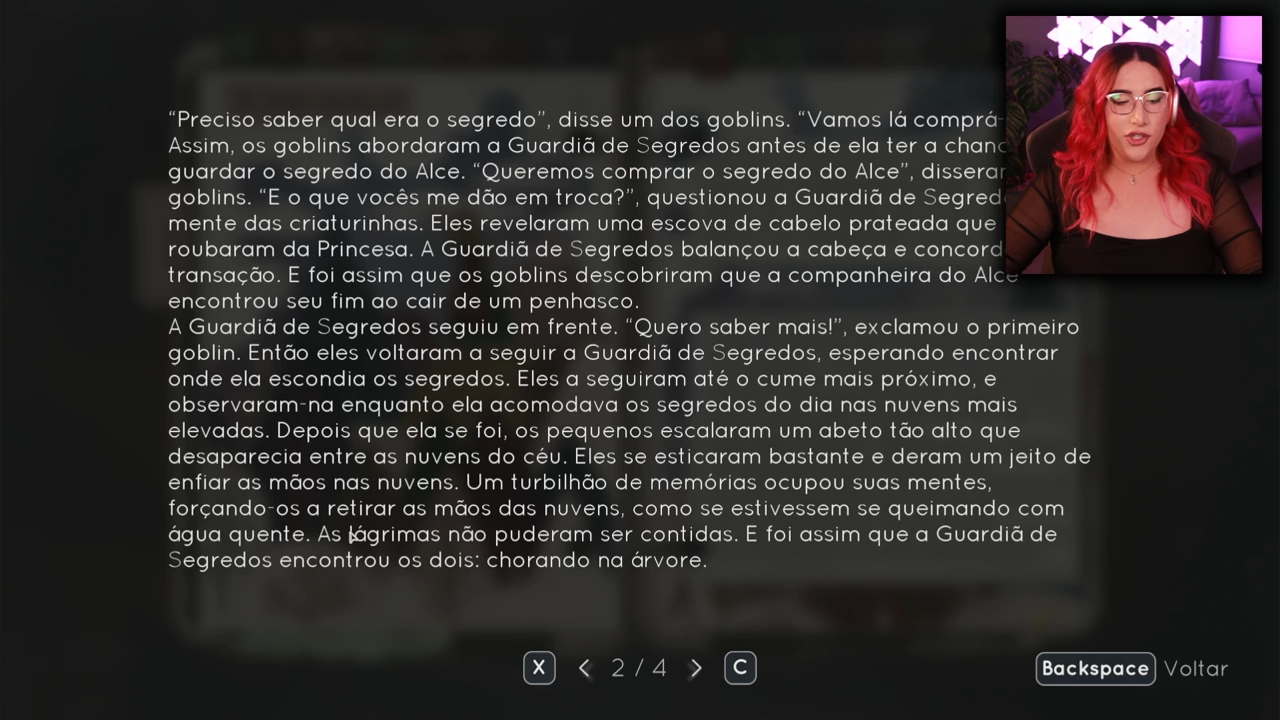 “Preciso saber qual era o segredo”, disse um dos goblins. “Vamos lá comprá-
Assim, os goblins abordaram a Guardiã de Segredos antes de ela ter a
guardar o segredo do Alce. “Queremos comprar o segredo do Alce”,
goblins. “E o que vocês me dão em troca?”, questionou a Guardiã de
mente das criaturinhas. Eles revelaram uma escova de cabelo prateada que
roubaram da Princesa. A Guardiã de Segredos balançou a cabeça e
transação. E foi assim que os goblins descobriram que a companheira do Alce
encontrou seu fim ao cair de um penhasco.
A Guardiã de Segredos seguiu em frente. “Quero saber mais!”, exclamou o primeiro
goblin. Então eles voltaram a seguir a Guardiã de Segredos, esperando encontrar
onde ela escondia os segredos. Eles a seguiram até o cume mais próximo, e
observaram-na enquanto ela acomodava os segredos do dia nas nuvens mais
elevadas. Depois que ela se foi, os pequenos escalaram um abeto tão alto que
desaparecia entre as nuvens do céu. Eles se esticaram bastante e deram um jeito de
enfiar as mãos nas nuvens. Um turbilhão de memórias ocupou suas mentes,
forçando-os a retirar as mãos das nuvens, como se estivessem se queimando com
água quente. As lágrimas não puderam ser contidas. E foi assim que a Guardiã de
Segredos encontrou os dois: chorando na árvore.
X < 2 / 4 > C
Backspace Voltar